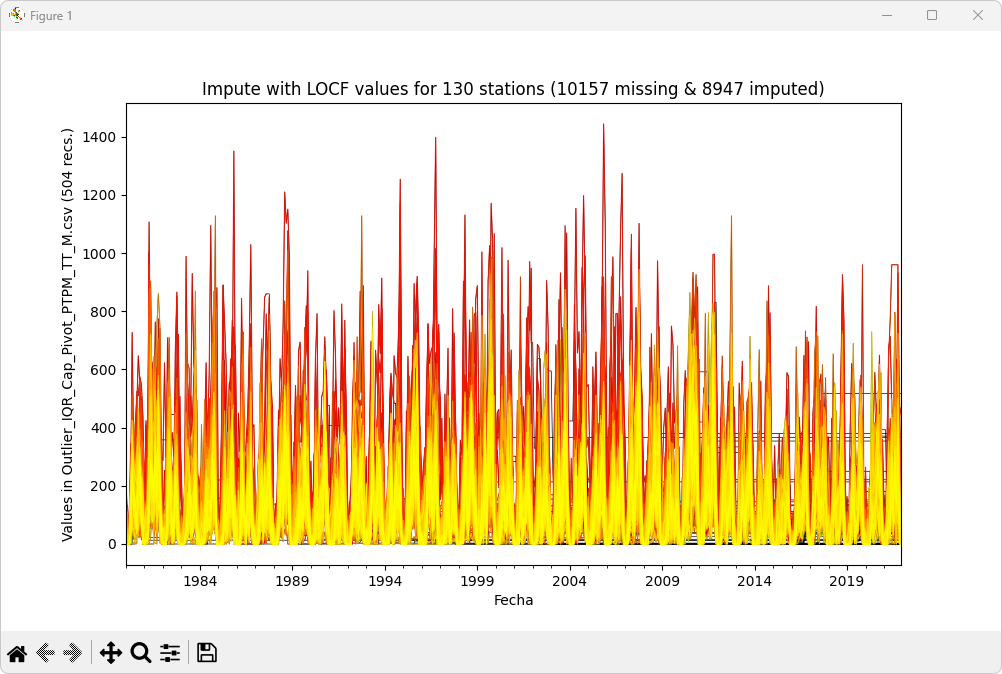 Figure 1
Impute with LOCF values for 130 stations (10157 missing & 8947 imputed)
Values in Outlier_IQR_Cap_Pivot_PTPM_TT_M.csv (504 recs.)
1400
1200
1000
800
600
400
200
0
1984 1989 1994 1999 2004 2009 2014 2019
Fecha